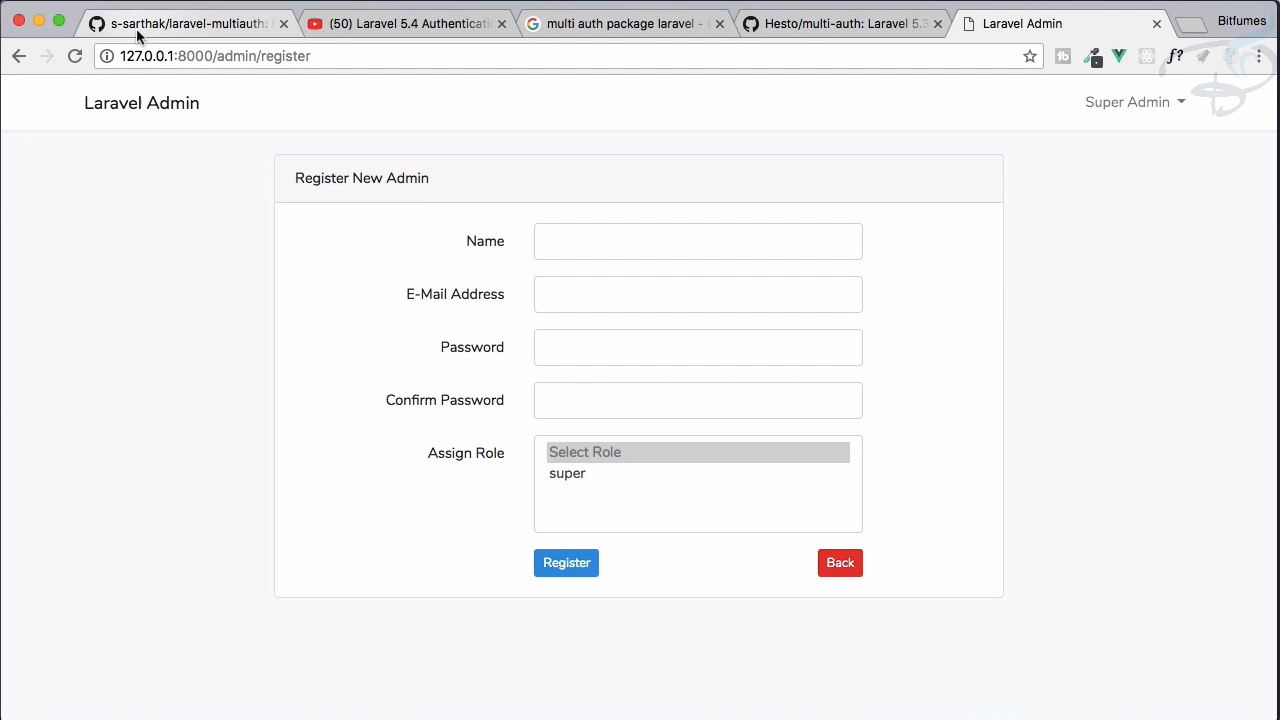 s-sarthak/laravel-multiauth:
(50) Laravel 5.4 Authenticati
multi auth package laravel -
Hesto/multi-auth: Laravel 5.3
Laravel Admin
Bitfumes
127.0.0.1:8000/admin/register
f?
Laravel Admin
Super Admin
Register New Admin
Name
E-Mail Address
Password
Confirm Password
Assign Role
Select Role
super
Register
Back